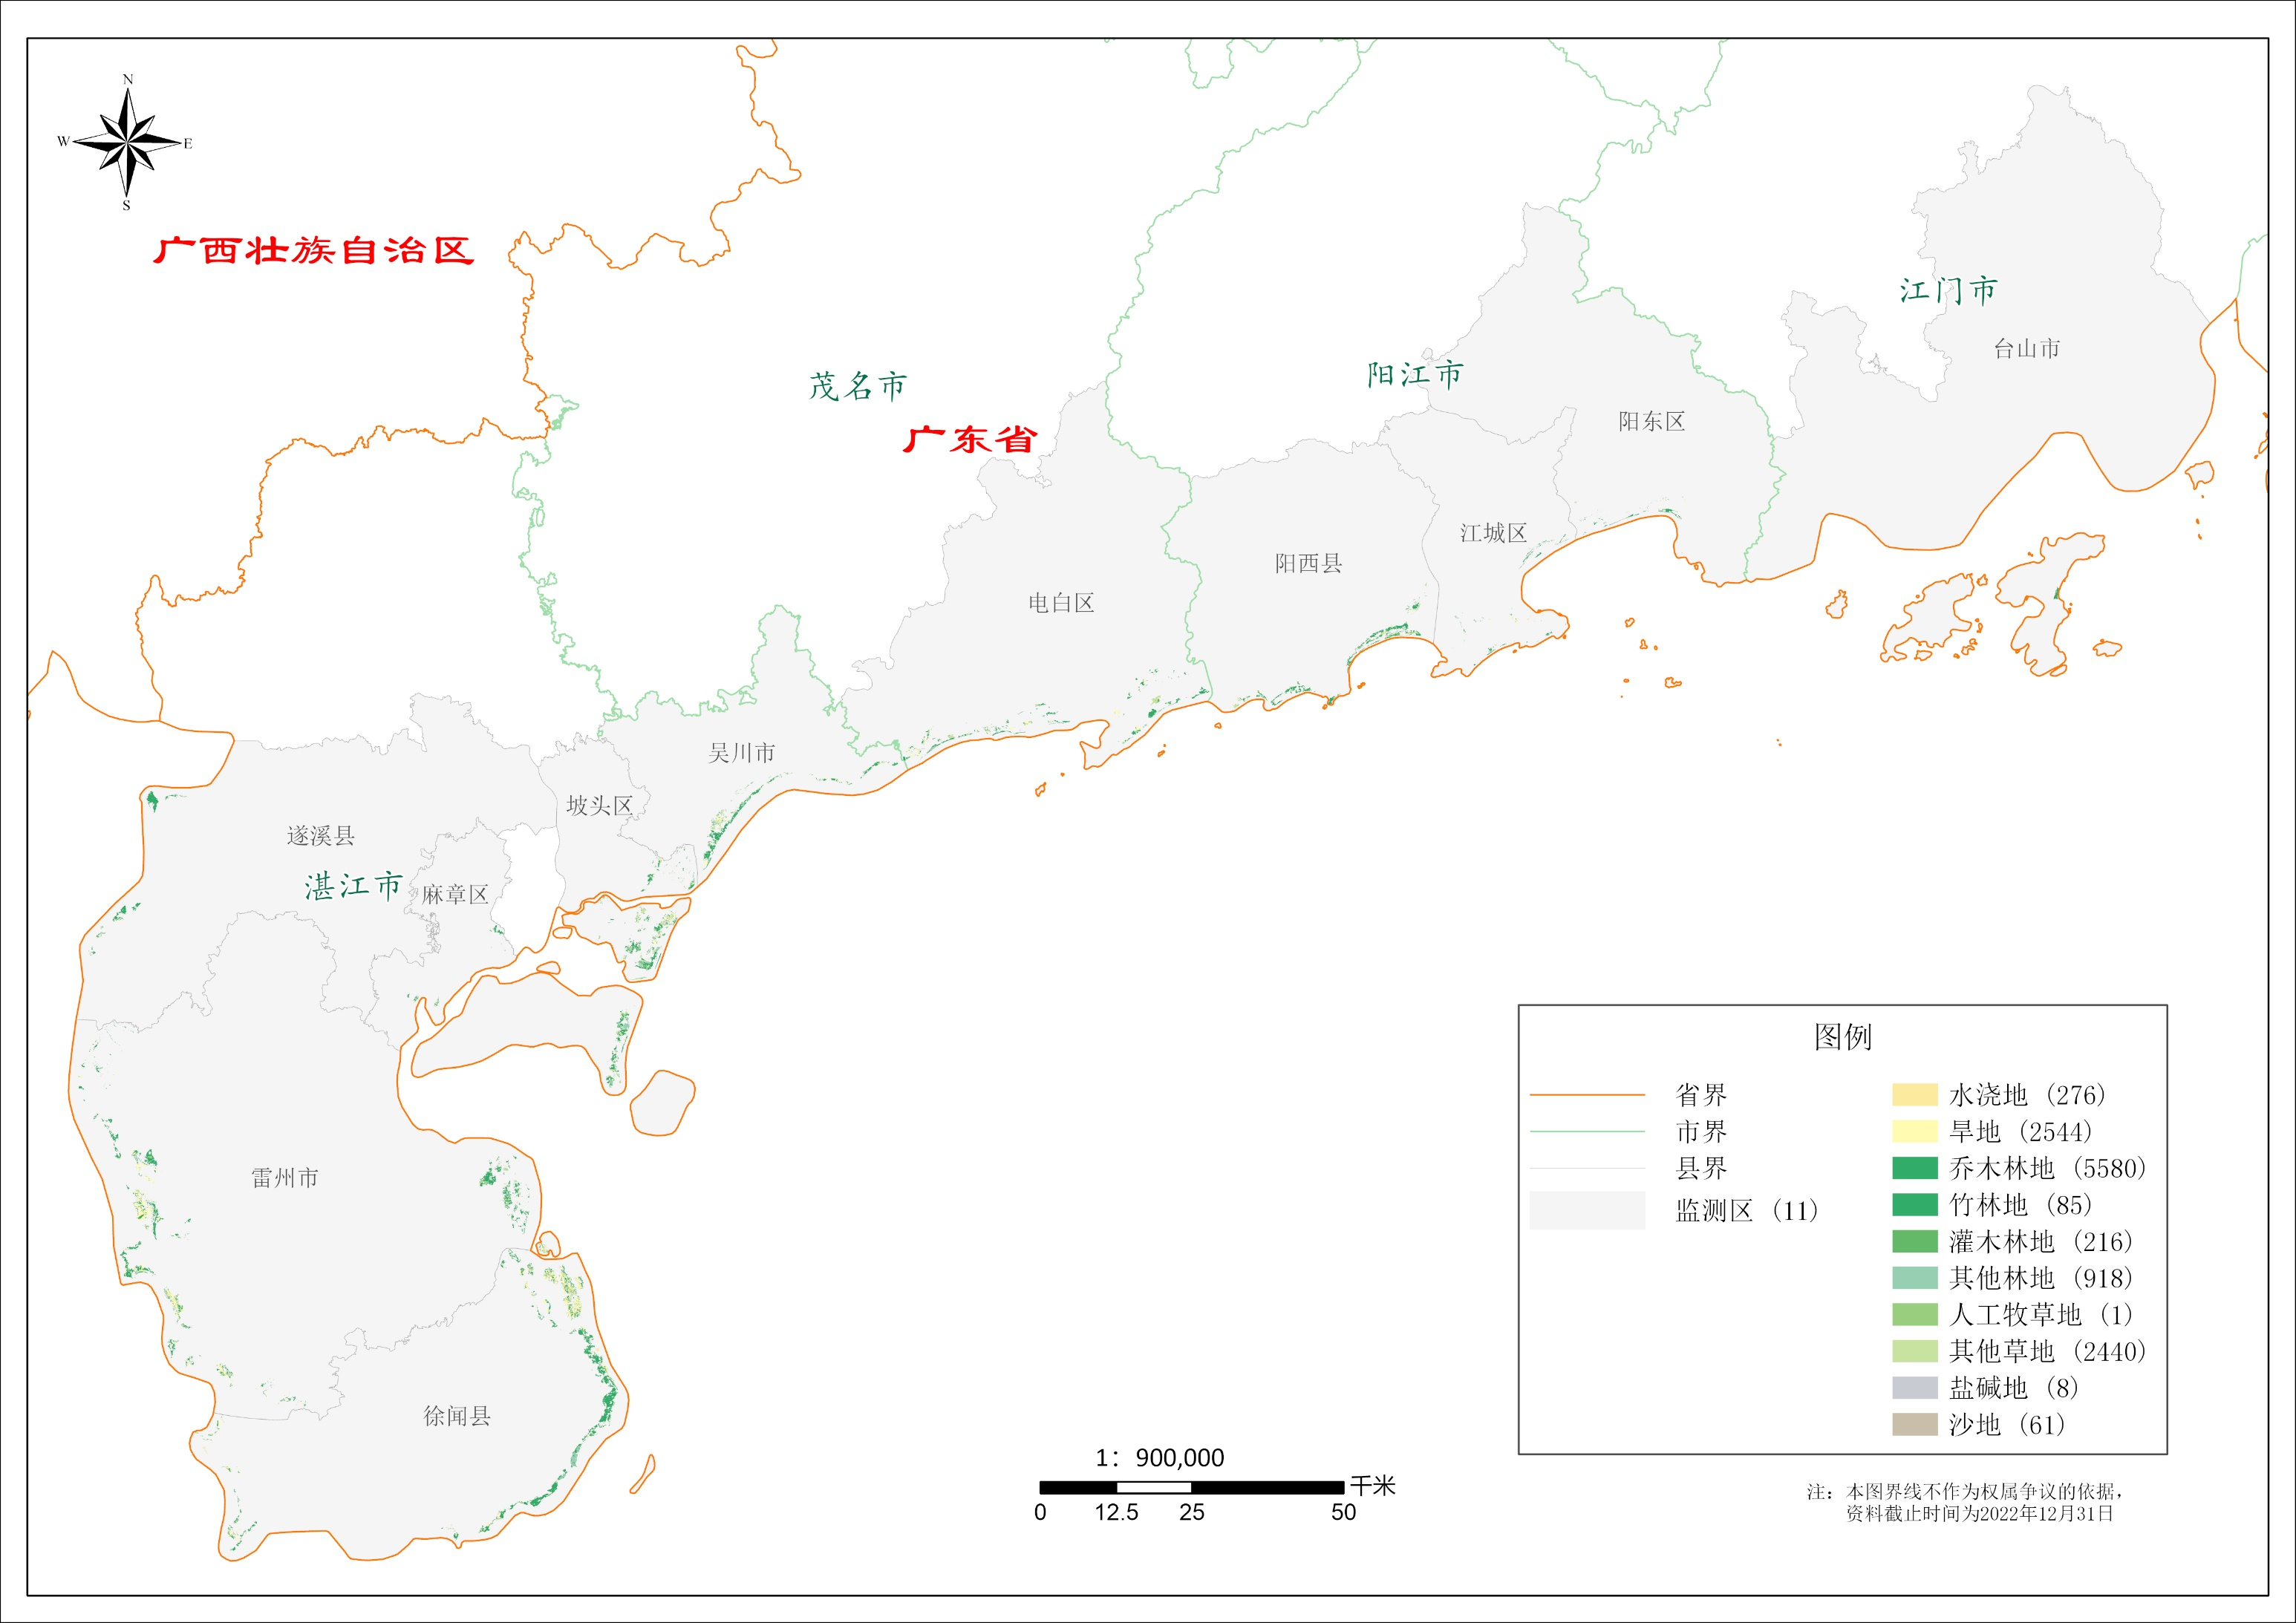 N
W
E
S
广西壮族自治区
江门市
台山市
茂名市
阳江市
阳东区
广东省
江城区
阳西县
电白区
吴川市
坡头区
遂溪县
湛江市
麻章区
雷州市
徐闻县
图例
省界
市界
县界
监测区（11）
水浇地（276）
旱地（2544）
乔木林地（5580）
竹林地（85）
灌木林地（216）
其他林地（918）
人工牧草地（1）
其他草地（2440）
盐碱地（8）
沙地（61）
1：900,000
千米
0 12.5 25 50
注：本图界线不作为权属争议的依据，
资料截止时间为2022年12月31日